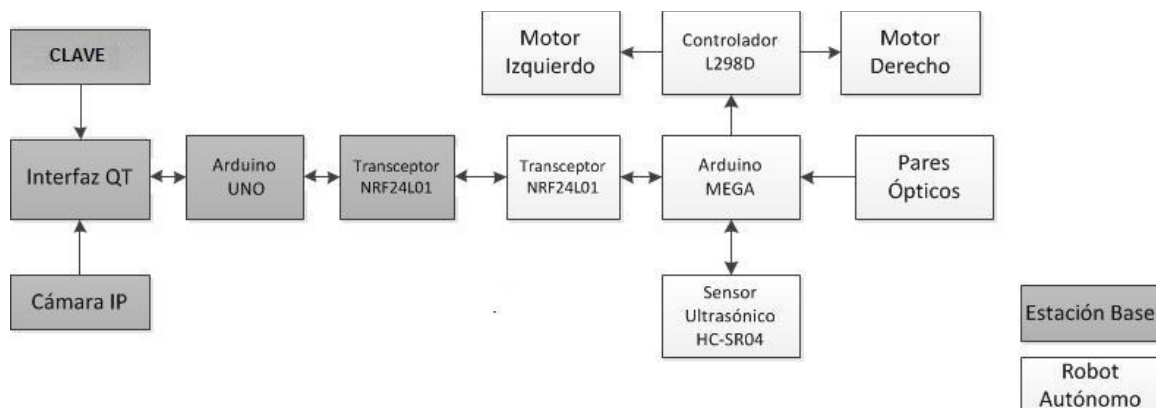 CLAVE
Motor
Izquierdo
Controlador
L298D
Motor
Derecho
Interfaz QT
Arduino
UNO
Transceptor
NRF24L01
Transceptor
NRF24L01
Arduino
MEGA
Pares
Ópticos
Cámara IP
Sensor
Ultrasónico
HC-SR04
Estación Base
Robot
Autónomo